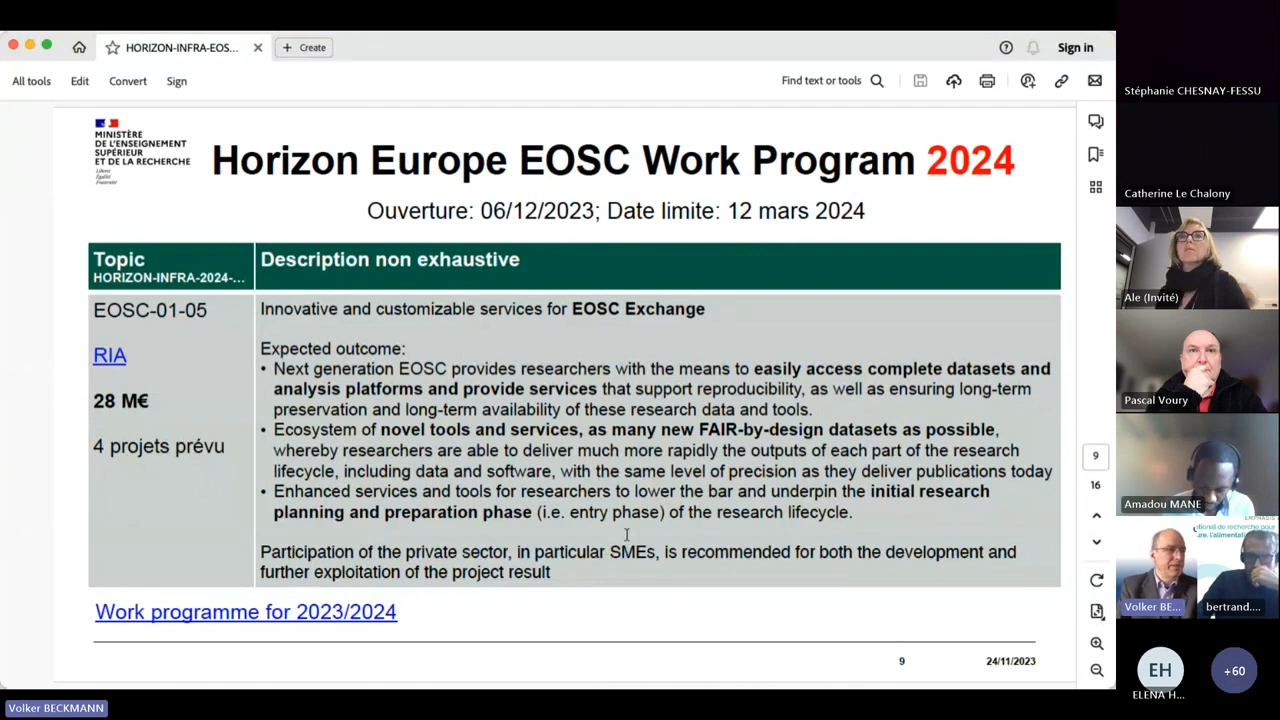 HORIZON-INFRA-EOS...
Create
Sign in
All tools Edit Convert Sign
Find text or tools
MINISTÈRE
DE L'ENSEIGNEMENT
SUPÉRIEUR
ET DE LA RECHERCHE
Liberté
Égalité
Fraternité
Horizon Europe EOSC Work Program 2024
Ouverture: 06/12/2023; Date limite: 12 mars 2024
Topic
HORIZON-INFRA-2024-...
Description non exhaustive
EOSC-01-05
RIA
28 M€
4 projets prévu
Innovative and customizable services for EOSC Exchange
Expected outcome:
• Next generation EOSC provides researchers with the means to easily access complete datasets and
analysis platforms and provide services that support reproducibility, as well as ensuring long-term
preservation and long-term availability of these research data and tools.
• Ecosystem of novel tools and services, as many new FAIR-by-design datasets as possible,
whereby researchers are able to deliver much more rapidly the outputs of each part of the research
lifecycle, including data and software, with the same level of precision as they deliver publications today
• Enhanced services and tools for researchers to lower the bar and underpin the initial research
planning and preparation phase (i.e. entry phase) of the research lifecycle.
Participation of the private sector, in particular SMEs, is recommended for both the development and
further exploitation of the project result
Work programme for 2023/2024
9
24/11/2023
9
16
Stéphanie CHESNAY-FESSU
Catherine Le Chalony
Ale (Invité)
Pascal Voury
Amadou MANE
EMPHASIS
ational de recherche pour
ure, l'alimentatio
Volker BE...
bertrand....
EH
ELENA H...
+60
Volker BECKMANN